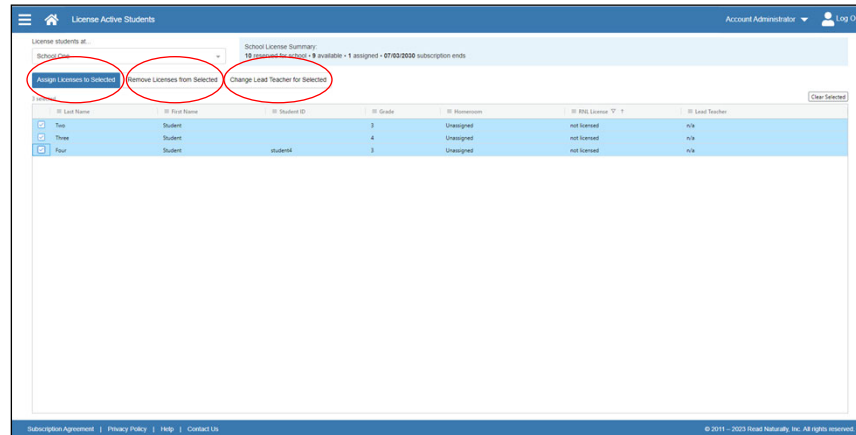 License Active Students
Account Administrator
Log O
License students at...
School One
School License Summary:
10 reserved for school • 9 available • 1 assigned • 07/03/2030 subscription ends
Assign Licenses to Selected
Remove Licenses from Selected
Change Lead Teacher for Selected
3 selected
Clear Selected
Last Name First Name Student ID Grade Homeroom RNL License Lead Teacher
Two Student 3 Unassigned not licensed n/a
Three Student 4 Unassigned not licensed n/a
Four Student student4 3 Unassigned not licensed n/a
Subscription Agreement | Privacy Policy | Help | Contact Us
© 2011 – 2023 Read Naturally, Inc. All rights reserved.